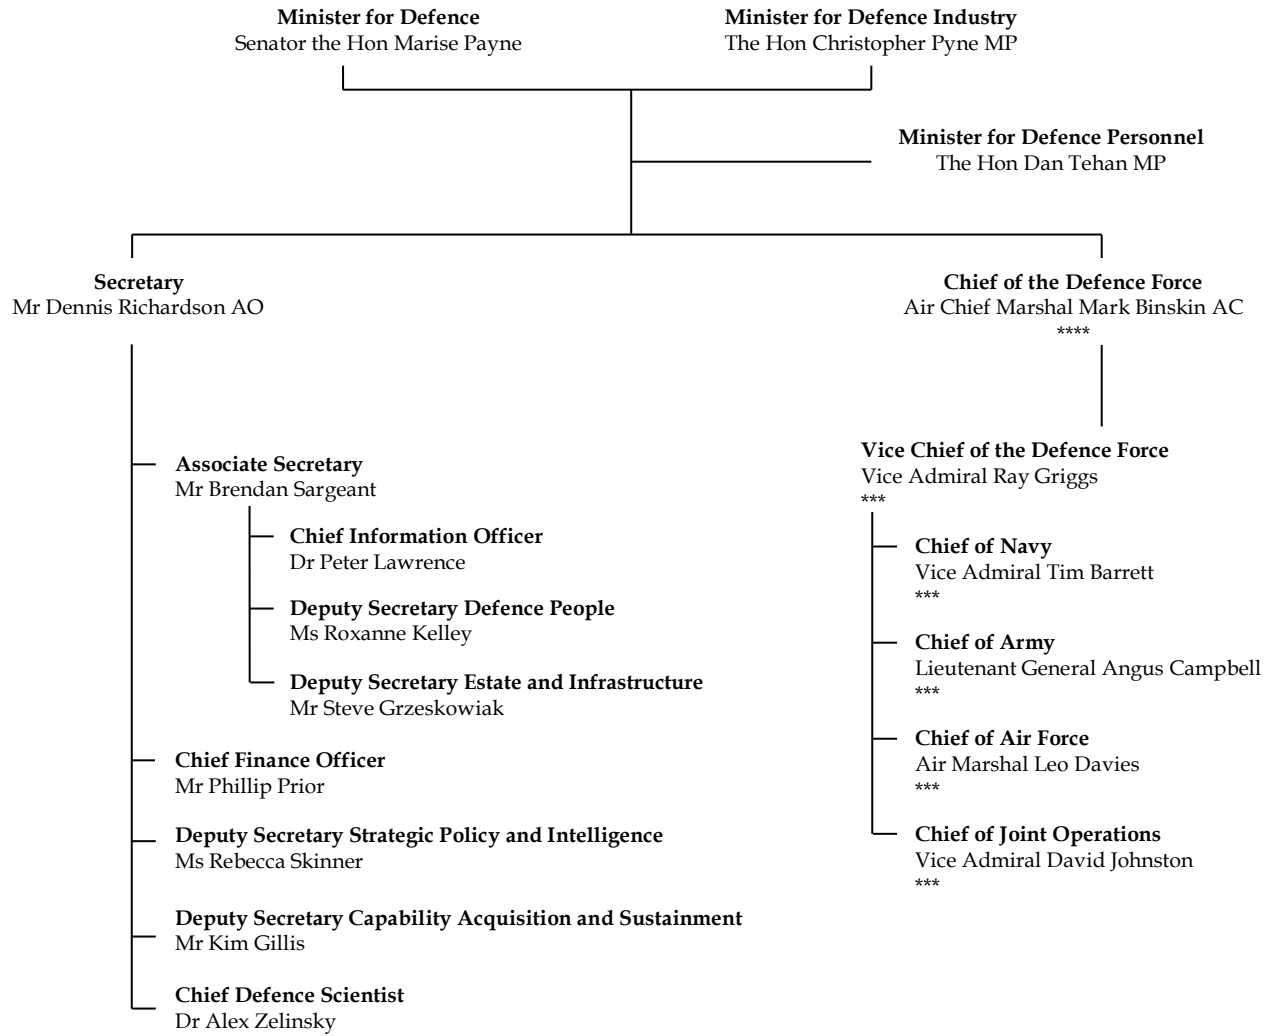 Minister for Defence
Senator the Hon Marise Payne
Minister for Defence Industry
The Hon Christopher Pyne MP
Minister for Defence Personnel
The Hon Dan Tehan MP
Secretary
Mr Dennis Richardson AO
Chief of the Defence Force
Air Chief Marshal Mark Binskin AC
****
Associate Secretary
Mr Brendan Sargeant
Chief Information Officer
Dr Peter Lawrence
Deputy Secretary Defence People
Ms Roxanne Kelley
Deputy Secretary Estate and Infrastructure
Mr Steve Grzeskowiak
Chief Finance Officer
Mr Phillip Prior
Deputy Secretary Strategic Policy and Intelligence
Ms Rebecca Skinner
Deputy Secretary Capability Acquisition and Sustainment
Mr Kim Gillis
Chief Defence Scientist
Dr Alex Zelinsky
Vice Chief of the Defence Force
Vice Admiral Ray Griggs
***
Chief of Navy
Vice Admiral Tim Barrett
***
Chief of Army
Lieutenant General Angus Campbell
***
Chief of Air Force
Air Marshal Leo Davies
***
Chief of Joint Operations
Vice Admiral David Johnston
***